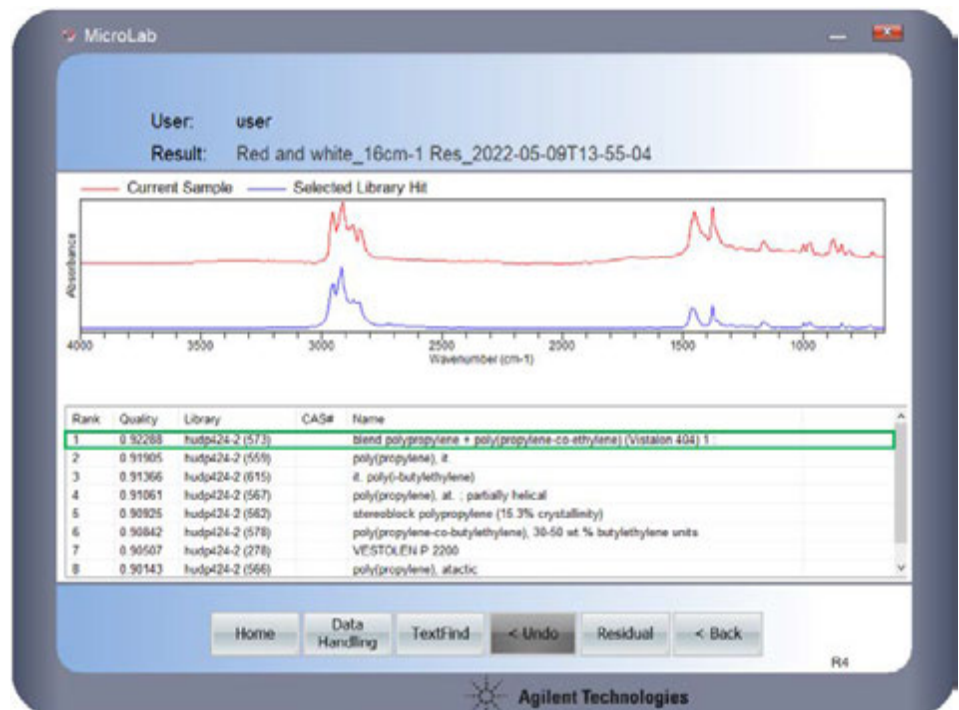 MicroLab
User: user
Result: Red and white_16cm-1 Res_2022-05-09T13-55-04
Current Sample Selected Library Hit
Absorbance
4000 3500 3000 2500 2000 1500 1000
Wavenumber (cm-1)
Rank Quality Library CAS# Name
1 0.92288 hudp424-2 (573) blend polypropylene + poly(propylene-co-ethylene) (Vistalon 404) 1 :
2 0.91905 hudp424-2 (559) poly(propylene), it
3 0.91366 hudp424-2 (615) it. poly(i-butylethylene)
4 0.91061 hudp424-2 (567) poly(propylene), at. ; partially helical
5 0.90925 hudp424-2 (562) stereoblock polypropylene (15.3% crystallinity)
6 0.90842 hudp424-2 (578) poly(propylene-co-butylethylene), 30-50 wt % butylethylene units
7 0.90507 hudp424-2 (278) VESTOLEN P 2200
8 0.90143 hudp424-2 (566) poly(propylene), atactic
Home Data Handling TextFind < Undo Residual < Back
R4
Agilent Technologies